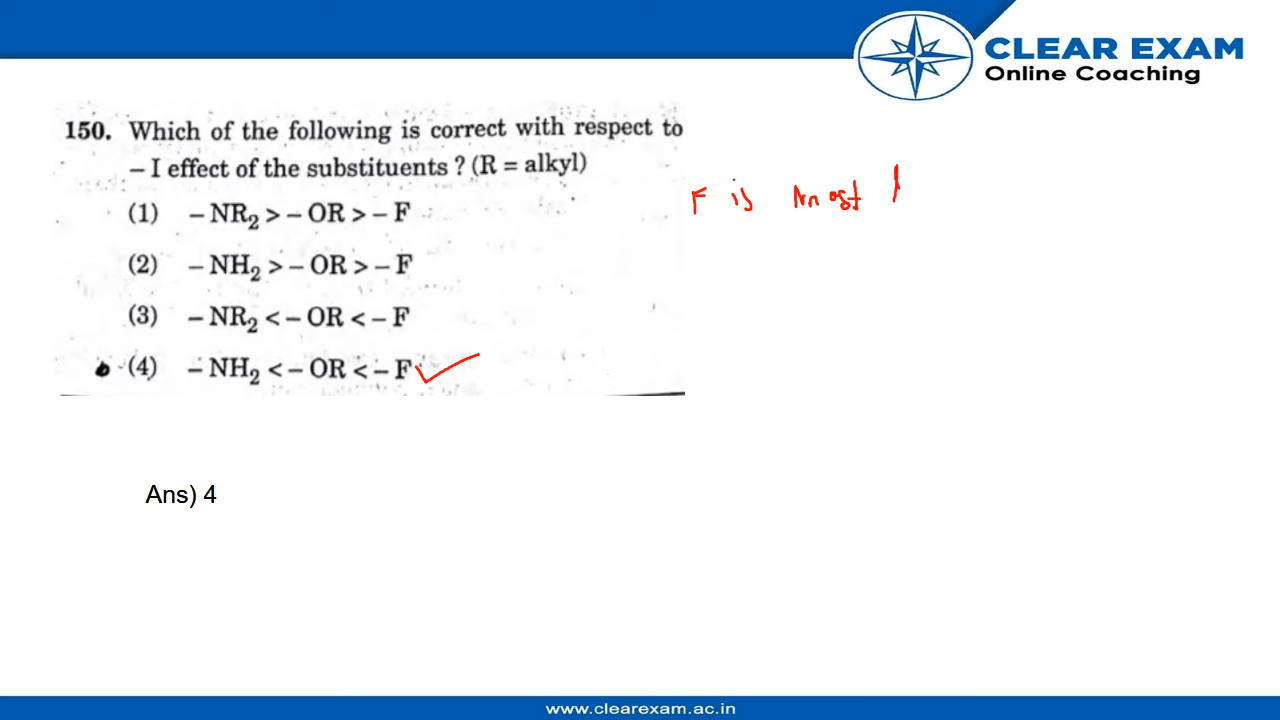 CLEAR EXAM
Online Coaching
150. Which of the following is correct with respect to
– I effect of the substituents ? (R = alkyl)
(1) – NR₂ > – OR > – F
(2) – NH₂ > – OR > – F
(3) – NR₂ < – OR < – F
(4) – NH₂ < – OR < – F
F is most
Ans) 4
www.clearexam.ac.in